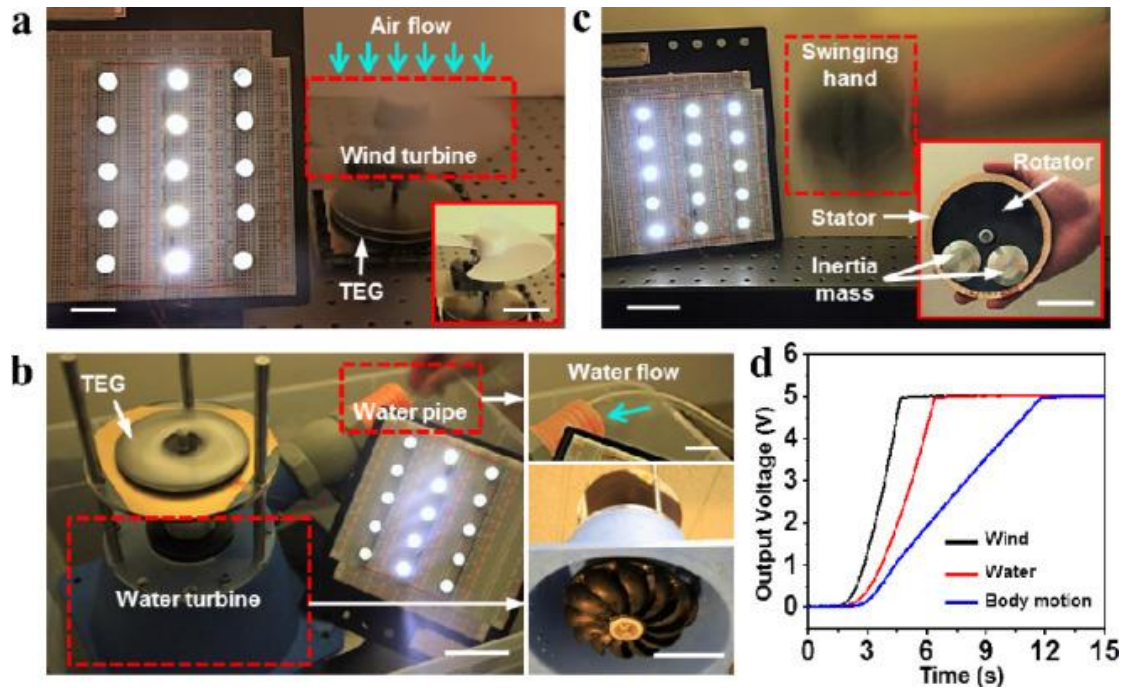 a
Air flow
Wind turbine
TEG
c
Swinging
hand
Rotator
Stator
Inertia
mass
b
TEG
Water pipe
Water turbine
Water flow
d
Output Voltage (V)
6
5
4
3
2
1
0
Wind
Water
Body motion
0 3 6 9 12 15
Time (s)